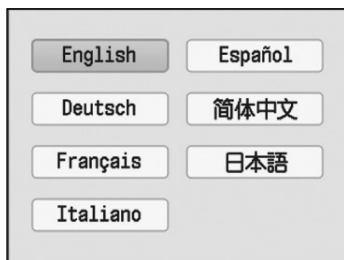 English
Español
Deutsch
简体中文
Français
日本語
Italiano